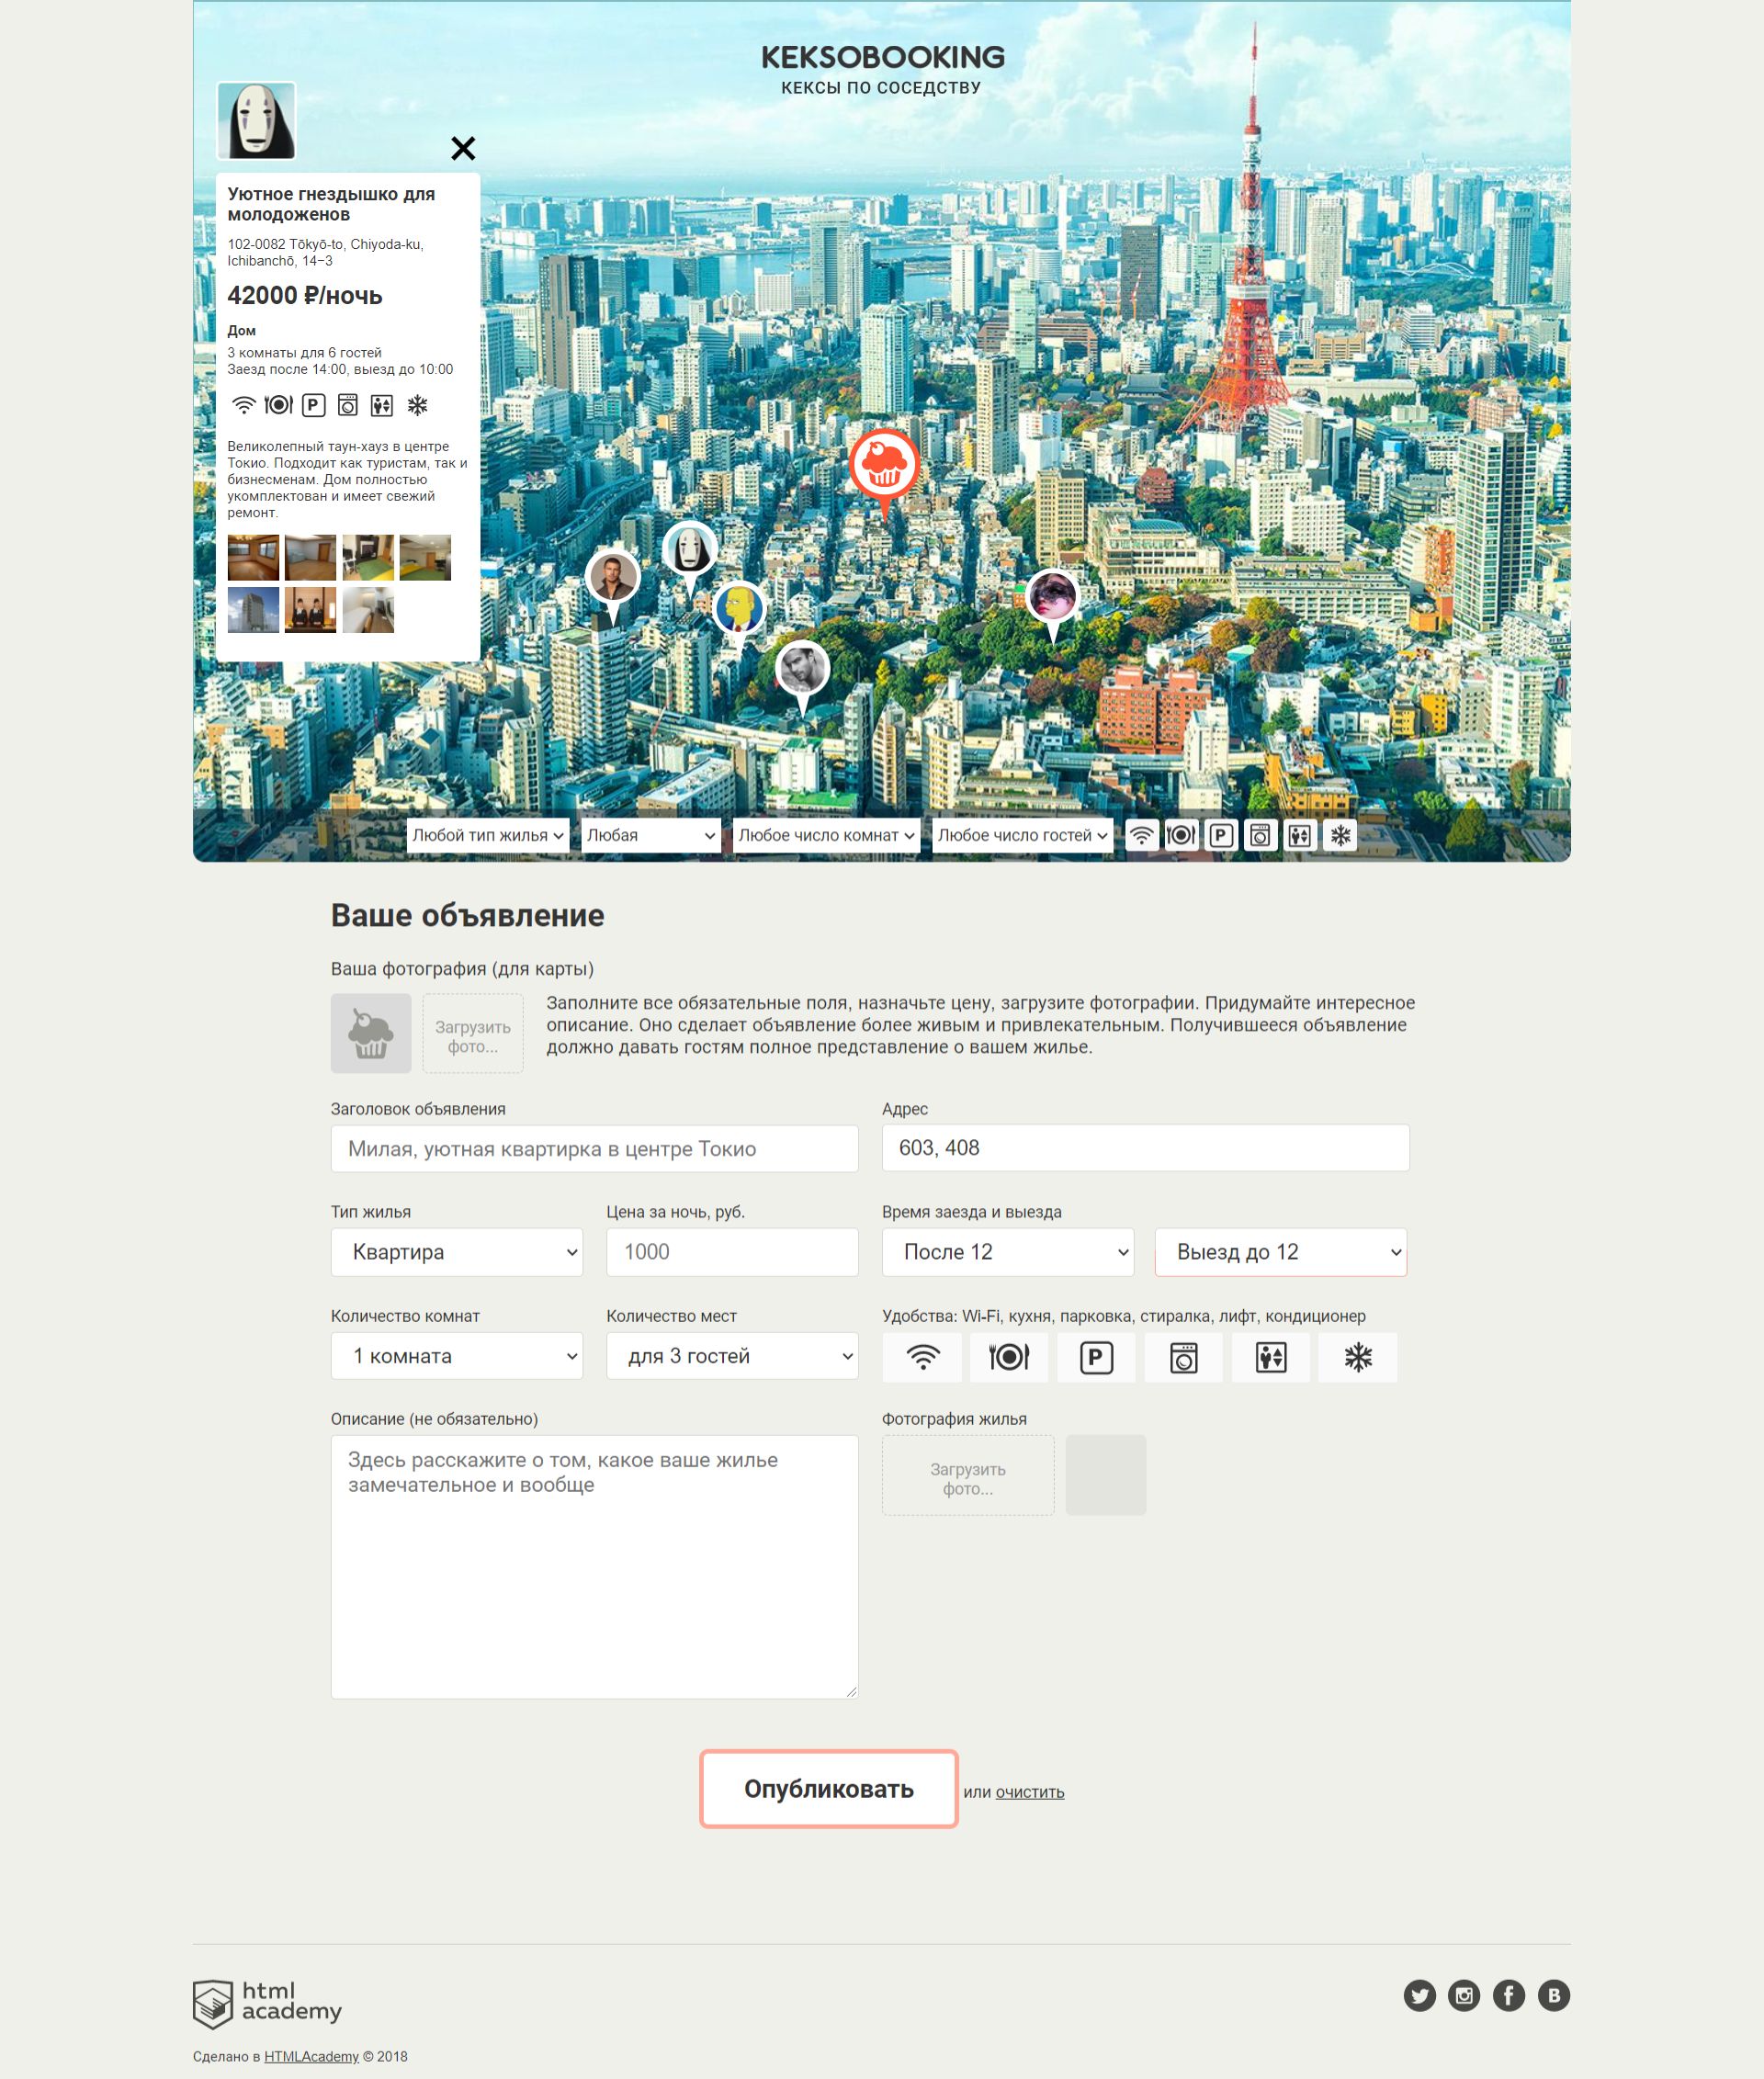 KEKSOBOOKING
КЕКСЫ ПО СОСЕДСТВУ
Уютное гнездышко для
молодоженов
102-0082 Tōkyō-to, Chiyoda-ku,
Ichibanchō, 14−3
42000 ₽/ночь
Дом
3 комнаты для 6 гостей
Заезд после 14:00, выезд до 10:00
P
Великолепный таун-хауз в центре
Токио. Подходит как туристам, так и
бизнесменам. Дом полностью
укомплектован и имеет свежий
ремонт.
Любой тип жилья Любая Любое число комнат Любое число гостей P
Ваше объявление
Ваша фотография (для карты)
Загрузить
фото...
Заполните все обязательные поля, назначьте цену, загрузите фотографии. Придумайте интересное
описание. Оно сделает объявление более живым и привлекательным. Получившееся объявление
должно давать гостям полное представление о вашем жилье.
Заголовок объявления Адрес
Милая, уютная квартирка в центре Токио 603, 408
Тип жилья Цена за ночь, руб. Время заезда и выезда
Квартира 1000 После 12 Выезд до 12
Количество комнат Количество мест Удобства: Wi-Fi, кухня, парковка, стиралка, лифт, кондиционер
1 комната для 3 гостей P
Описание (не обязательно) Фотография жилья
Здесь расскажите о том, какое ваше жилье
замечательное и вообще
Загрузить
фото...
Опубликовать или очистить
html
academy
Сделано в HTMLAcademy © 2018